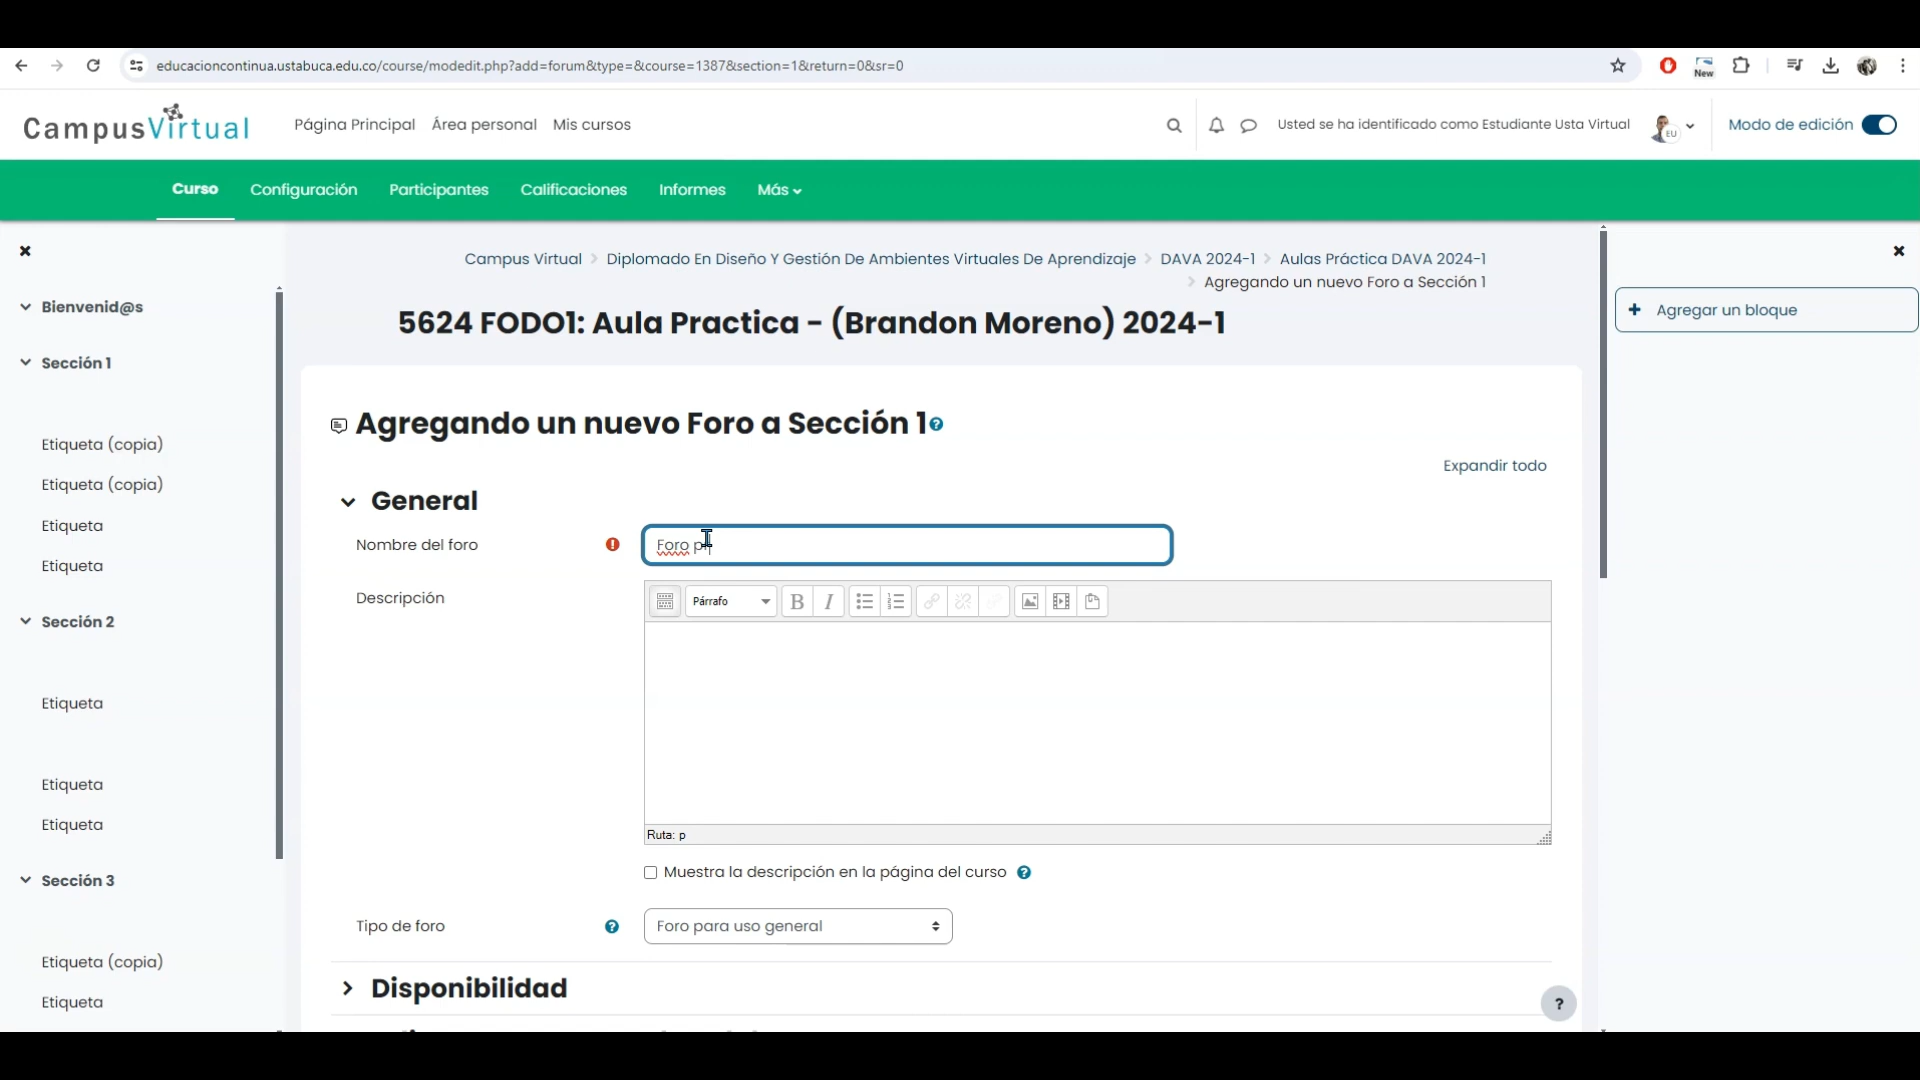 educacioncontinua.ustabuca.edu.co/course/modedit.php?add=forum&type=&course=1387&section=1&return=0&sr=0
New
CampusVirtual
Página Principal
Área personal
Mis cursos
Usted se ha identificado como Estudiante Usta Virtual
EU
Modo de edición
Curso
Configuración
Participantes
Calificaciones
Informes
Más
Campus Virtual
Diplomado En Diseño Y Gestión De Ambientes Virtuales De Aprendizaje
DAVA 2024-1
Aulas Práctica DAVA 2024-1
Agregando un nuevo Foro a Sección 1
5624 FODO1: Aula Practica - (Brandon Moreno) 2024-1
Bienvenid@s
Sección 1
Etiqueta (copia)
Etiqueta (copia)
Etiqueta
Etiqueta
Sección 2
Etiqueta
Etiqueta
Etiqueta
Sección 3
Etiqueta (copia)
Etiqueta
Agregar un bloque
Agregando un nuevo Foro a Sección 1
Expandir todo
General
Nombre del foro
Foro
Descripción
Párrafo
B I
Ruta: p
Muestra la descripción en la página del curso
Tipo de foro
Foro para uso general
Disponibilidad
?